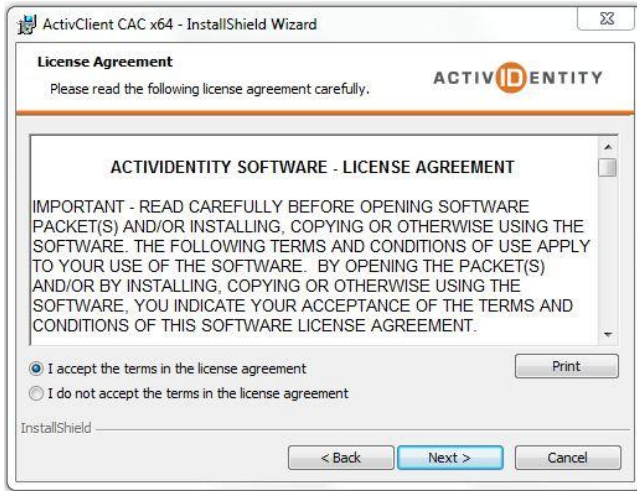 ActivClient CAC x64 - InstallShield Wizard
License Agreement
Please read the following license agreement carefully.
ACTIVIDENTITY
ACTIVIDENTITY SOFTWARE - LICENSE AGREEMENT
IMPORTANT - READ CAREFULLY BEFORE OPENING SOFTWARE
PACKET(S) AND/OR INSTALLING, COPYING OR OTHERWISE USING THE
SOFTWARE. THE FOLLOWING TERMS AND CONDITIONS OF USE APPLY
TO YOUR USE OF THE SOFTWARE.  BY OPENING THE PACKET(S)
AND/OR BY INSTALLING, COPYING OR OTHERWISE USING THE
SOFTWARE, YOU INDICATE YOUR ACCEPTANCE OF THE TERMS AND
CONDITIONS OF THIS SOFTWARE LICENSE AGREEMENT.
I accept the terms in the license agreement
Print
I do not accept the terms in the license agreement
InstallShield
< Back
Next >
Cancel